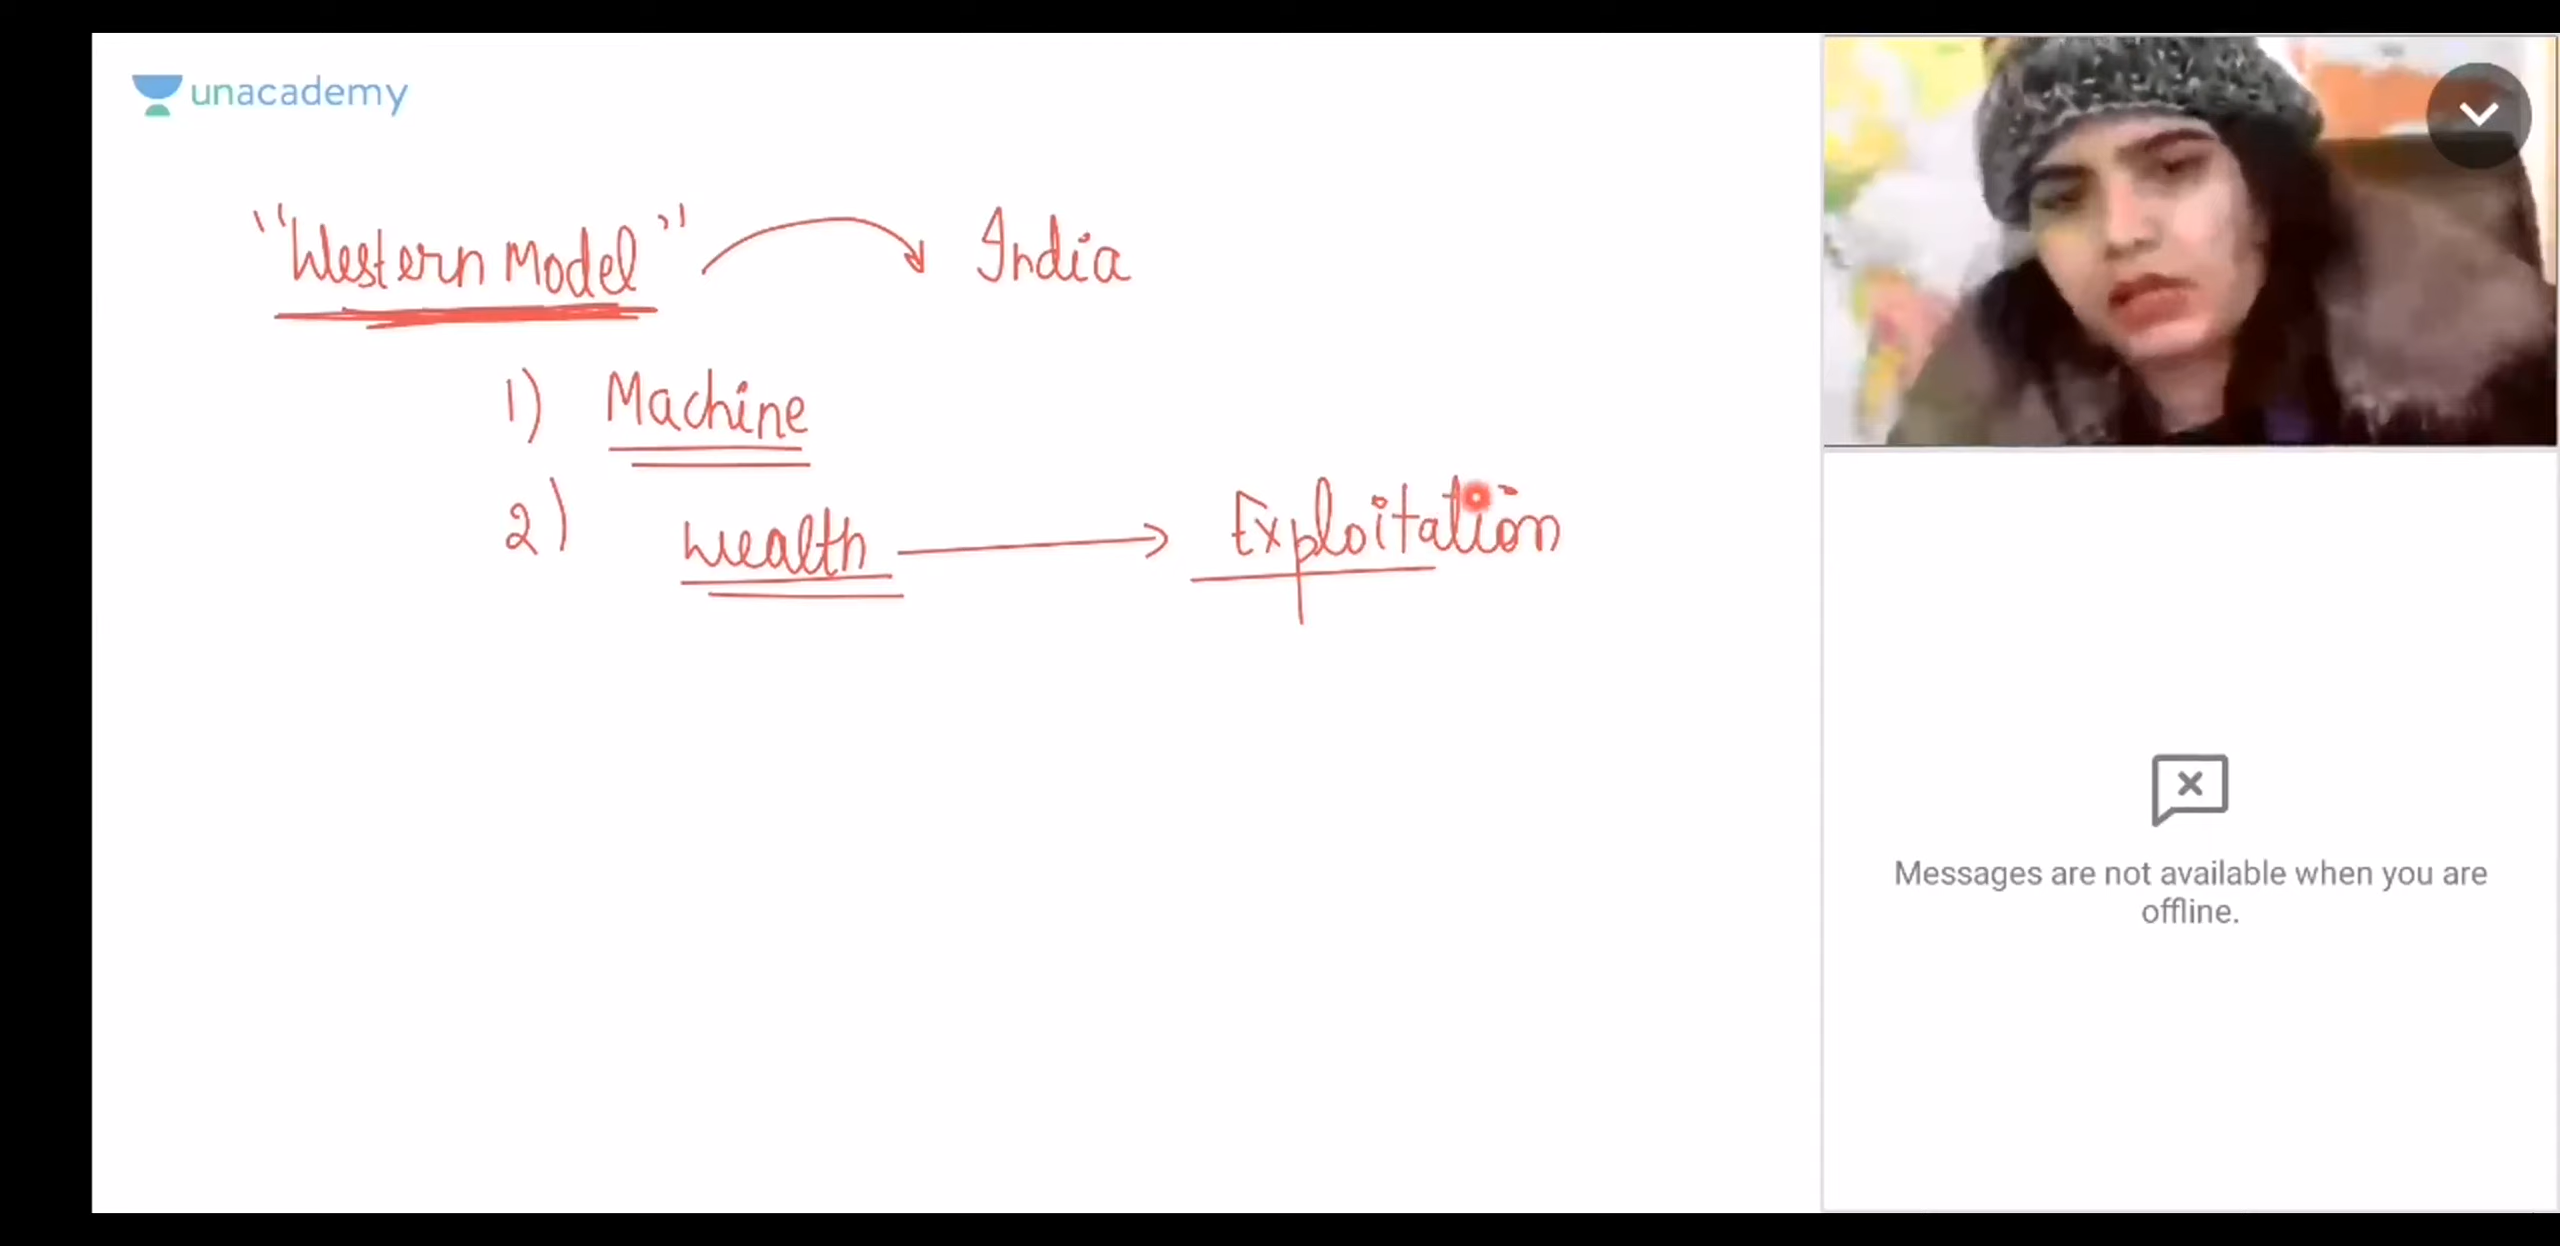 unacademy
"Western Model" India
1) Machine
2) Wealth → Exploitation
Messages are not available when you are
offline.